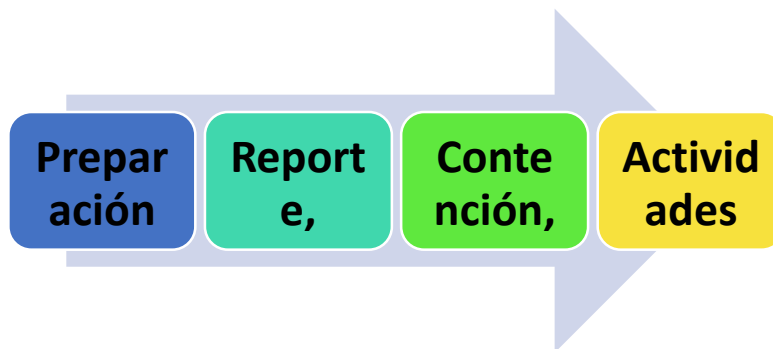 Prepar
ación
Report
e,
Conte
nción,
Activid
ades